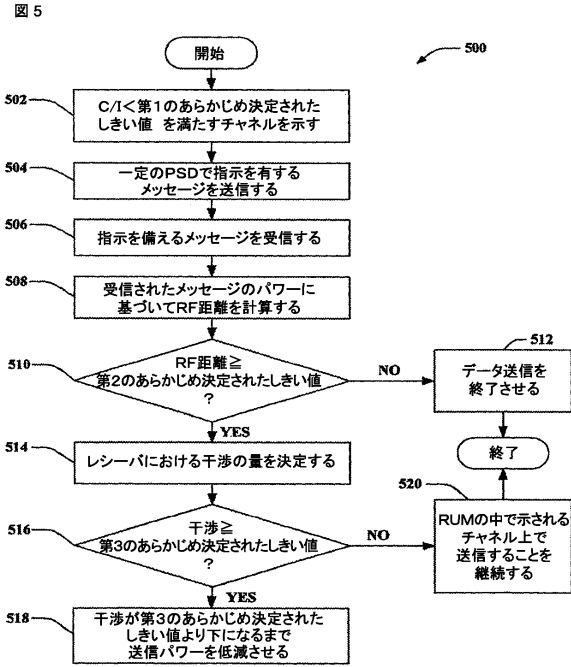 図５
500
開始
502
C/I＜第１のあらかじめ決定された
しきい値 を満たすチャネルを示す
504
一定のPSDで指示を有する
メッセージを送信する
506
指示を備えるメッセージを受信する
508
受信されたメッセージのパワーに
基づいてRF距離を計算する
510
RF距離≧
第２のあらかじめ決定されたしきい値
？
NO
512
データ送信を
終了させる
YES
終了
514
レシーバにおける干渉の量を決定する
516
干渉≧
第３のあらかじめ決定されたしきい値
？
NO
520
RUMの中で示される
チャネル上で
送信することを
継続する
YES
518
干渉が第３のあらかじめ決定された
しきい値より下になるまで
送信パワーを低減させる